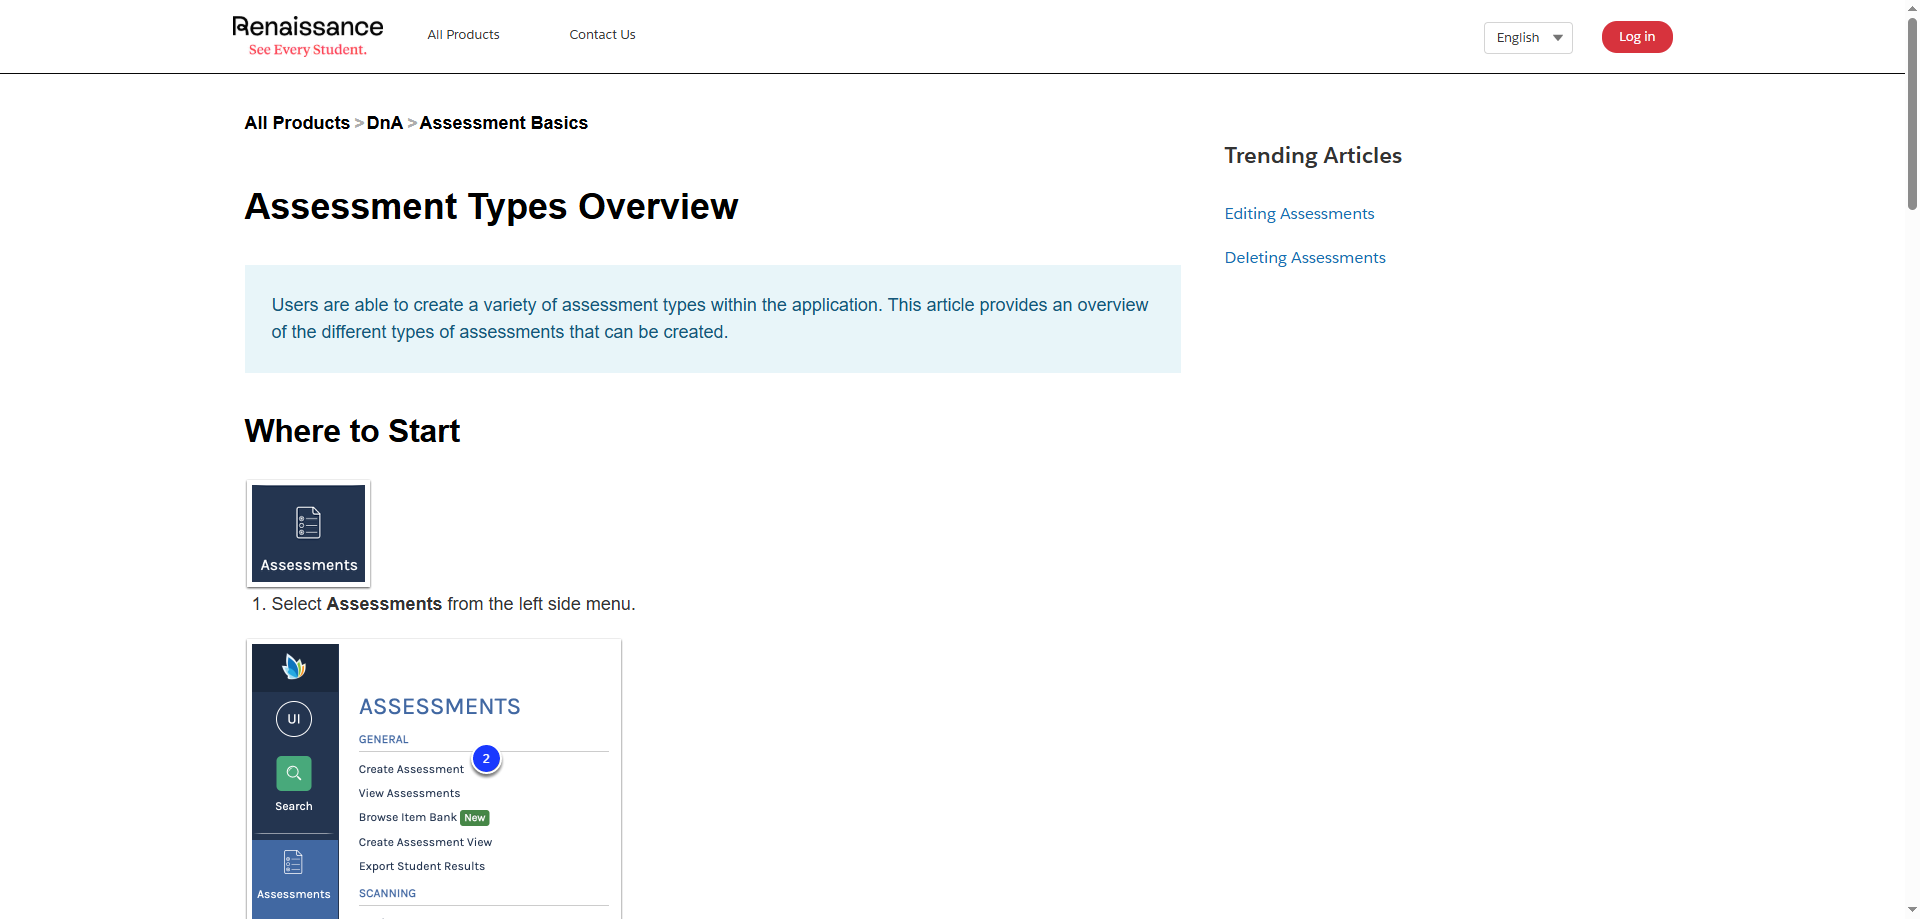 Renaissance
See Every Student.
All Products
Contact Us
English
Log in
All Products > DnA > Assessment Basics
Assessment Types Overview
Users are able to create a variety of assessment types within the application. This article provides an overview
of the different types of assessments that can be created.
Where to Start
Assessments
1. Select Assessments from the left side menu.
UI
Search
Assessments
ASSESSMENTS
GENERAL
2
Create Assessment
View Assessments
Browse Item Bank New
Create Assessment View
Export Student Results
SCANNING
Trending Articles
Editing Assessments
Deleting Assessments